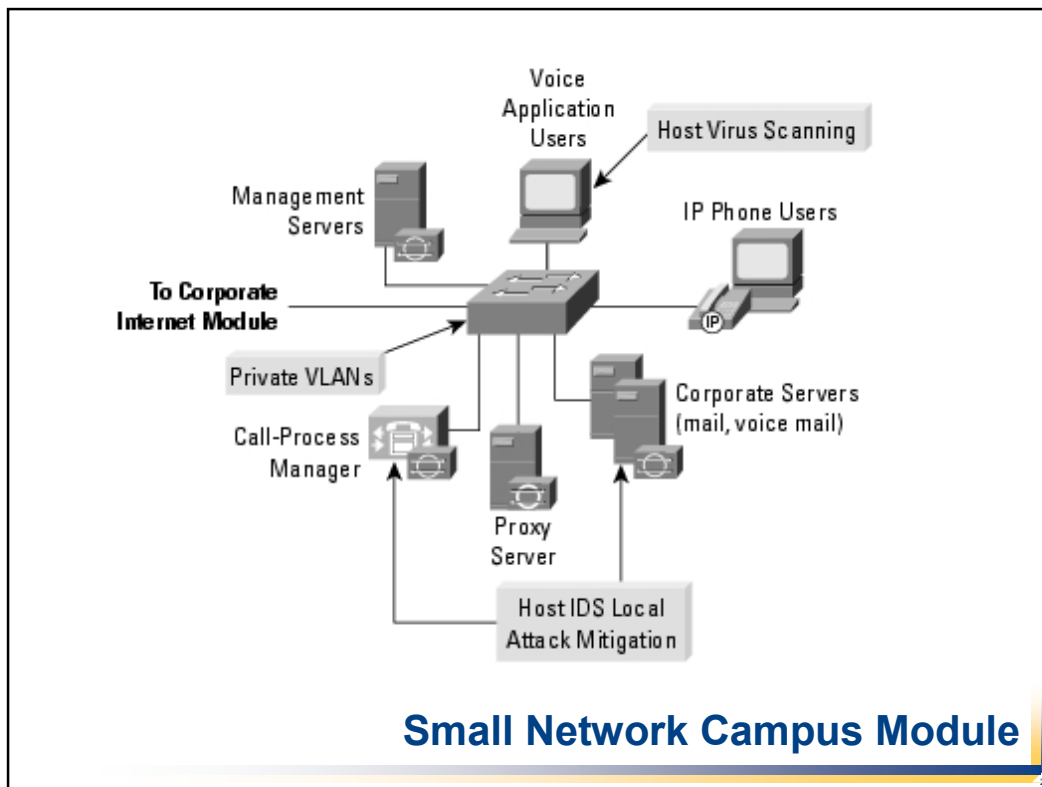 Voice
Application
Users
Host Virus Scanning
Management
Servers
IP Phone Users
To Corporate
Internet Module
IP
Private VLANs
Corporate Servers
(mail, voice mail)
Call-Process
Manager
Proxy
Server
Host IDS Local
Attack Mitigation
Small Network Campus Module